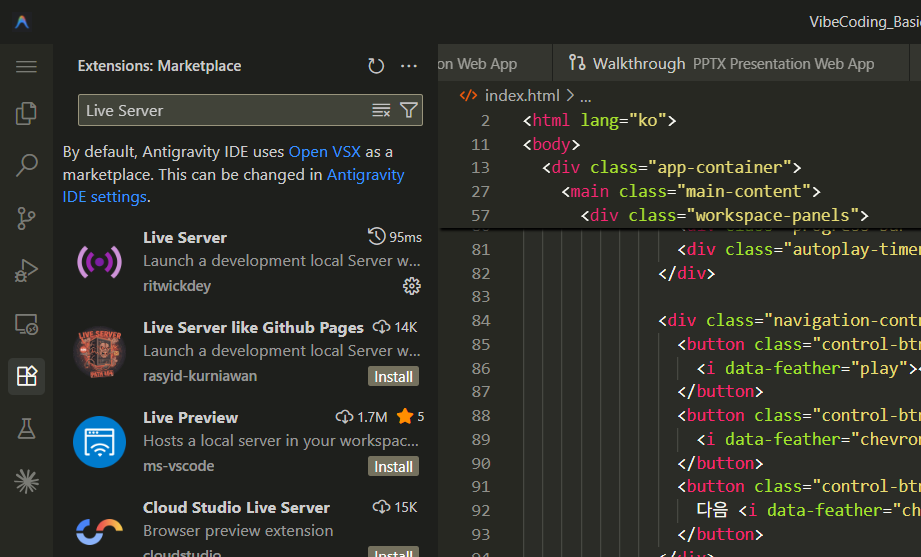 VibeCoding_Basi
Extensions: Marketplace
on Web App
Walkthrough PPTX Presentation Web App
Live Server
index.html > ...
By default, Antigravity IDE uses Open VSX as a
marketplace. This can be changed in Antigravity
IDE settings.
Live Server 95ms
Launch a development local Server w...
ritwickdey
Live Server like Github Pages 14K
Launch a development local Server w...
rasyid-kurniawan Install
Live Preview 1.7M 5
Hosts a local server in your workspac...
ms-vscode Install
Cloud Studio Live Server 15K
Browser preview extension
cloudstudio Install
2 <html lang="ko">
11 <body>
13 <div class="app-container">
27 <main class="main-content">
57 <div class="workspace-panels">
81 <div class="autoplay-timer
82 </div>
83
84 <div class="navigation-contr
85 <button class="control-btn
86 <i data-feather="play"><
87 </button>
88 <button class="control-btn
89 <i data-feather="chevron
90 </button>
91 <button class="control-btn
92 다음 <i data-feather="ch
93 </button>
94 </div>